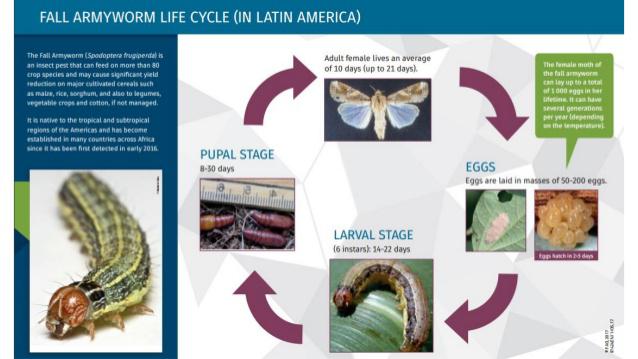 FALL ARMYWORM LIFE CYCLE (IN LATIN AMERICA)
The Fall Armyworm (Spodoptera frugiperda) is
an insect pest that can feed on more than 80
crop species and may cause significant yield
reduction on major cultivated cereals such
as maize, rice, sorghum, and also to legumes,
vegetable crops and cotton, if not managed.
It is native to the tropical and subtropical
regions of the Americas and has become
established in many countries across Africa
since it has been first detected in early 2016.
Adult female lives an average
of 10 days (up to 21 days).
The female moth of
the fall armyworm
can lay up to a total
of 1 000 eggs in her
lifetime. It can have
several generations
per year (depending
on the temperature).
EGGS
Eggs are laid in masses of 50-200 eggs.
Eggs hatch in 2-3 days
LARVAL STAGE
(6 instars): 14-22 days
PUPAL STAGE
8-30 days